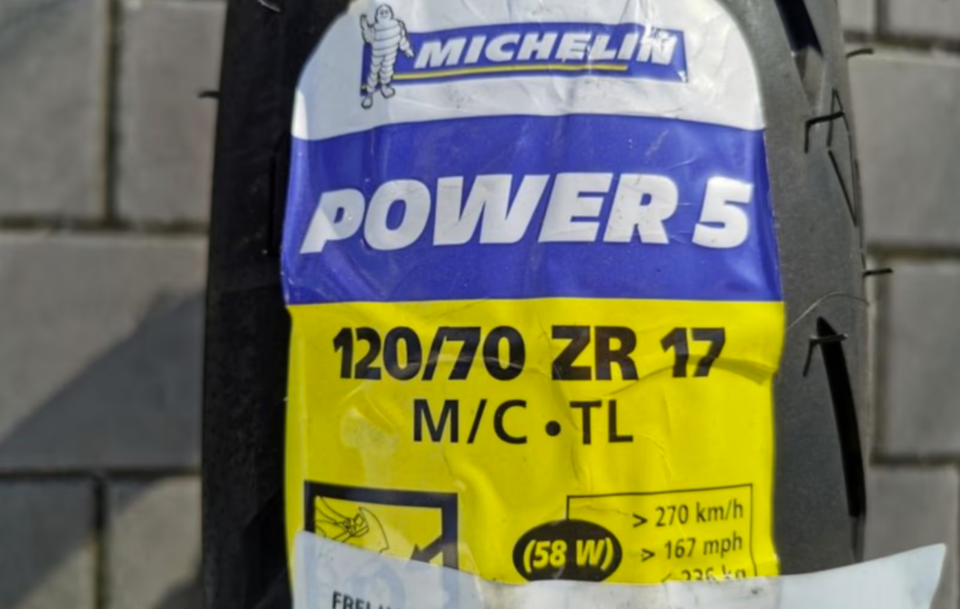 MICHELIN
POWER 5
120/70 ZR 17
M/C • TL
(58 W)
> 270 km/h
> 167 mph